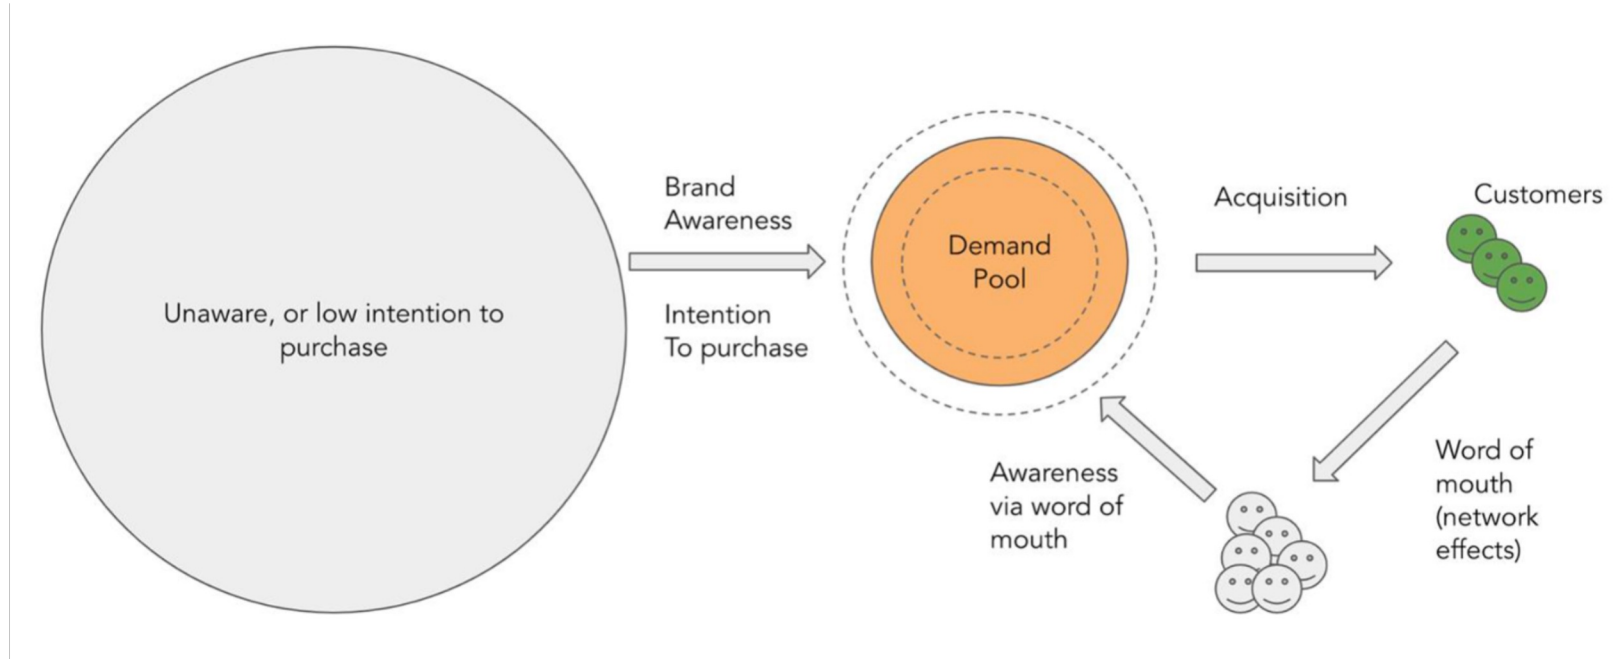 Unaware, or low intention to
purchase
Brand
Awareness
Intention
To purchase
Demand
Pool
Acquisition
Customers
Word of
mouth
(network
effects)
Awareness
via word of
mouth